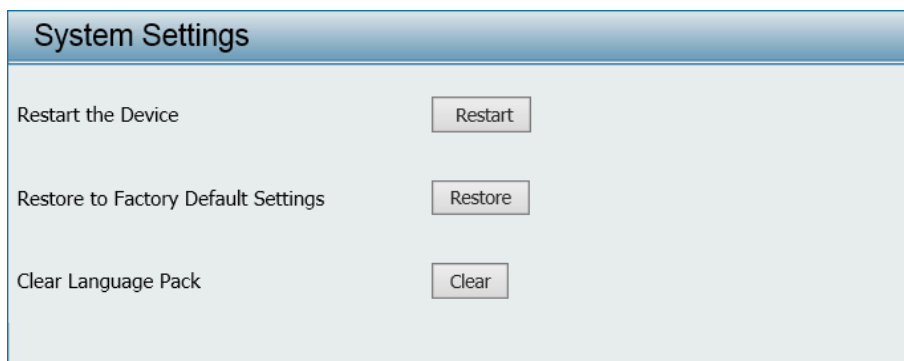 System Settings
Restart the Device Restart
Restore to Factory Default Settings Restore
Clear Language Pack Clear